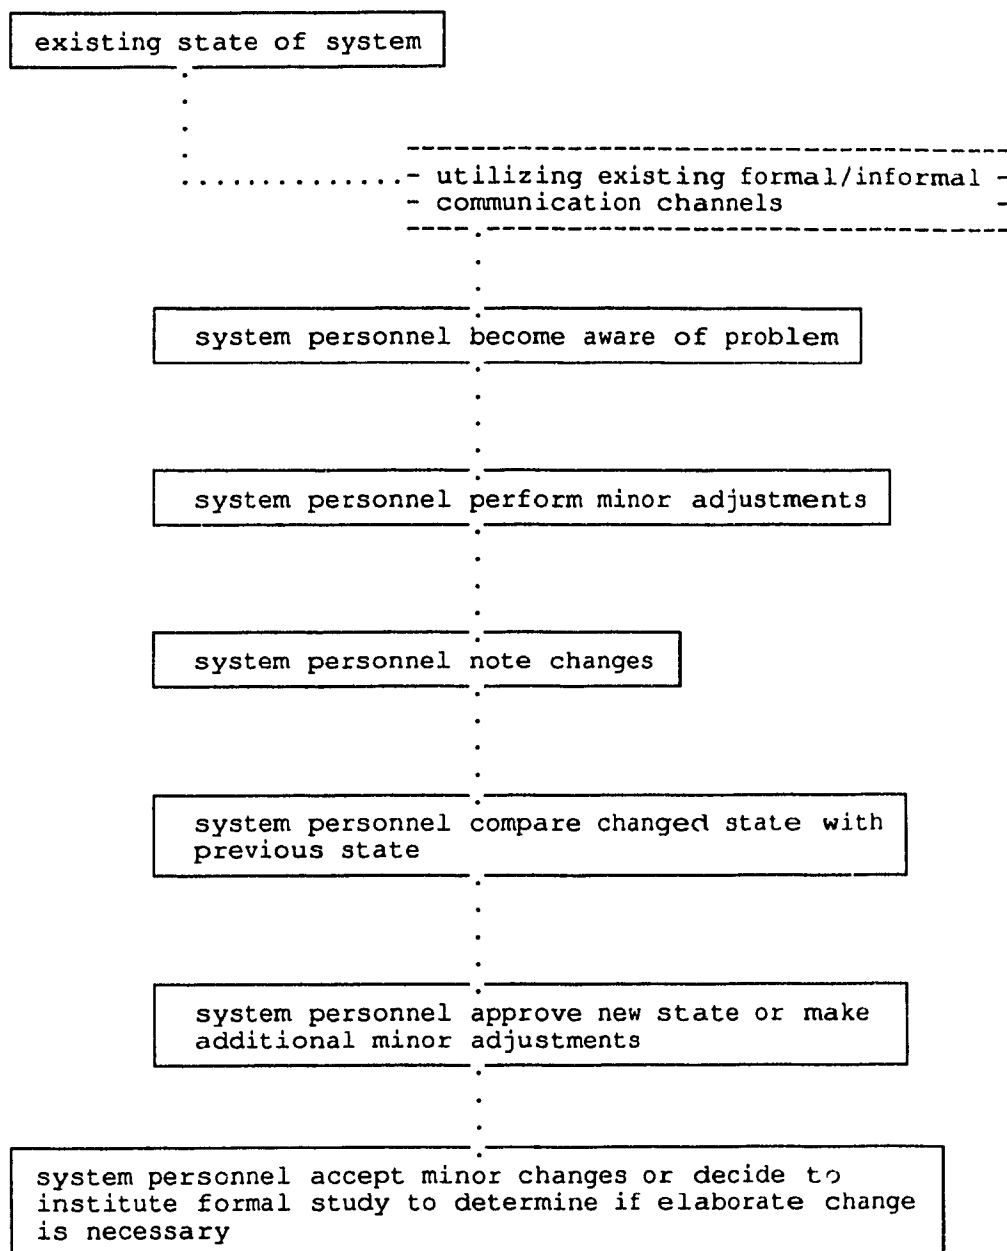 existing state of system
utilizing existing formal/informal
communication channels
system personnel become aware of problem
system personnel perform minor adjustments
system personnel note changes
system personnel compare changed state with
previous state
system personnel approve new state or make
additional minor adjustments
system personnel accept minor changes or decide to
institute formal study to determine if elaborate change
is necessary